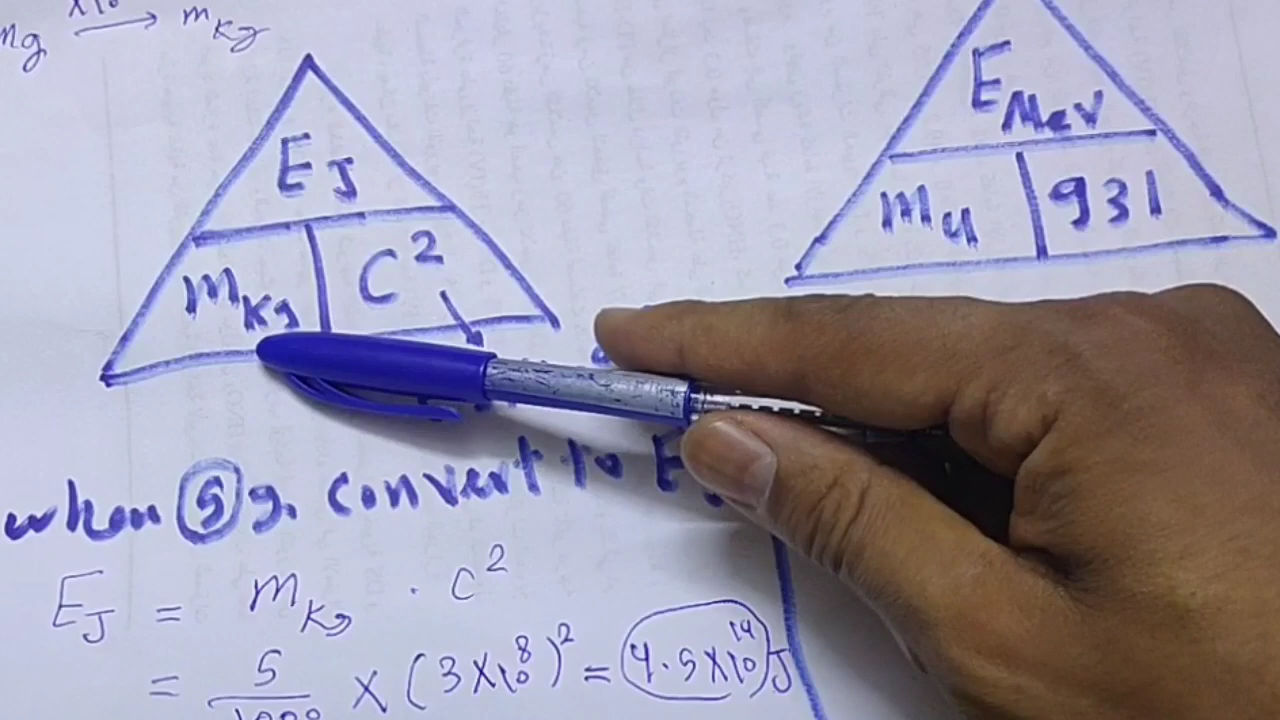 mg → mKg
EJ
mKg C²
EMeV
mu 931
when 5 g. convert to E
EJ = mKg . c²
= 5/1000 × (3×10⁸)² = 4.5×10¹⁴ J